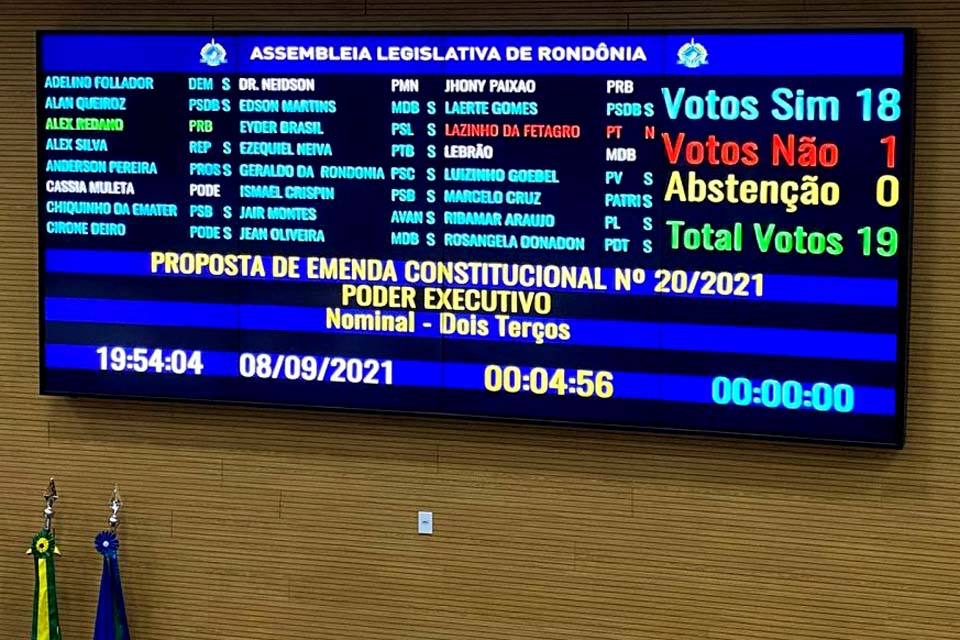 ASSEMBLEIA LEGISLATIVA DE RONDÔNIA
ADELINO FOLLADOR DEM S DR. NEIDSON PMN JHONY PAIXAO PRB
ALAN QUEIROZ PSDB S EDSON MARTINS MDB S LAERTE GOMES PSDB S
ALEX REDANO PRB EYDER BRASIL PSL S LAZINHO DA FETAGRO PT N
ALEX SILVA REP S EZEQUIEL NEIVA PTB S LEBRÃO MDB
ANDERSON PEREIRA PROS S GERALDO DA RONDONIA PSC S LUIZINHO GOEBEL PV S
CASSIA MULETA PODE ISMAEL CRISPIN PSB S MARCELO CRUZ PATRI S
CHIQUINHO DA EMATER PSB S JAIR MONTES AVAN S RIBAMAR ARAUJO PL S
CIRONE DEIRO PODE S JEAN OLIVEIRA MDB S ROSANGELA DONADON PDT S
Votos Sim 18
Votos Não 1
Abstenção 0
Total Votos 19
PROPOSTA DE EMENDA CONSTITUCIONAL Nº 20/2021
PODER EXECUTIVO
Nominal - Dois Terços
19:54:04 08/09/2021 00:04:56 00:00:00